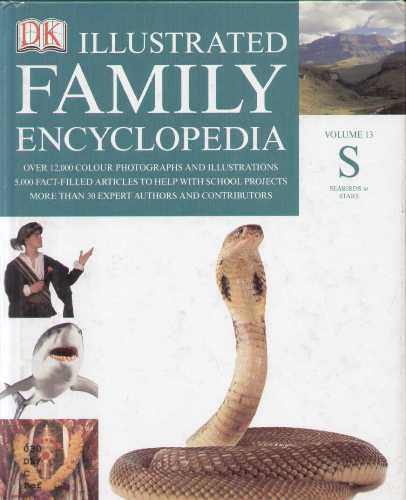 DK
ILLUSTRATED
FAMILY
ENCYCLOPEDIA
OVER 12,000 COLOUR PHOTOGRAPHS AND ILLUSTRATIONS
5,000 FACT-FILLED ARTICLES TO HELP WITH SCHOOL PROJECTS
MORE THAN 30 EXPERT AUTHORS AND CONTRIBUTORS
VOLUME 13
S
SEABIRDS to
STARS
030